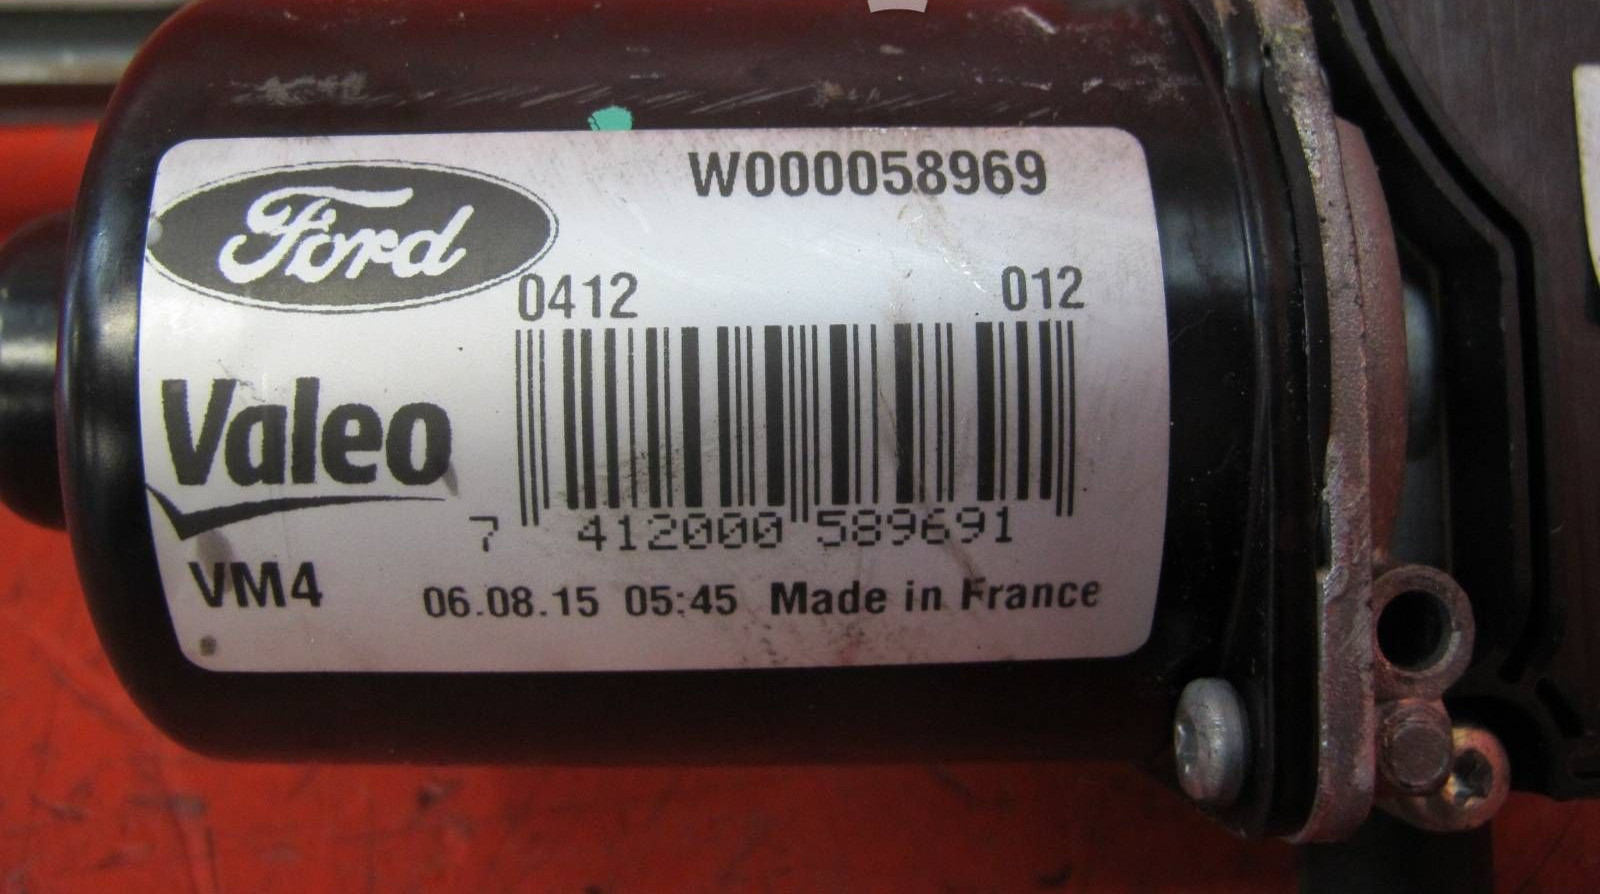 Ford
W000058969
0412 012
Valeo
7 412000 589691
VM4
06.08.15 05:45 Made in France